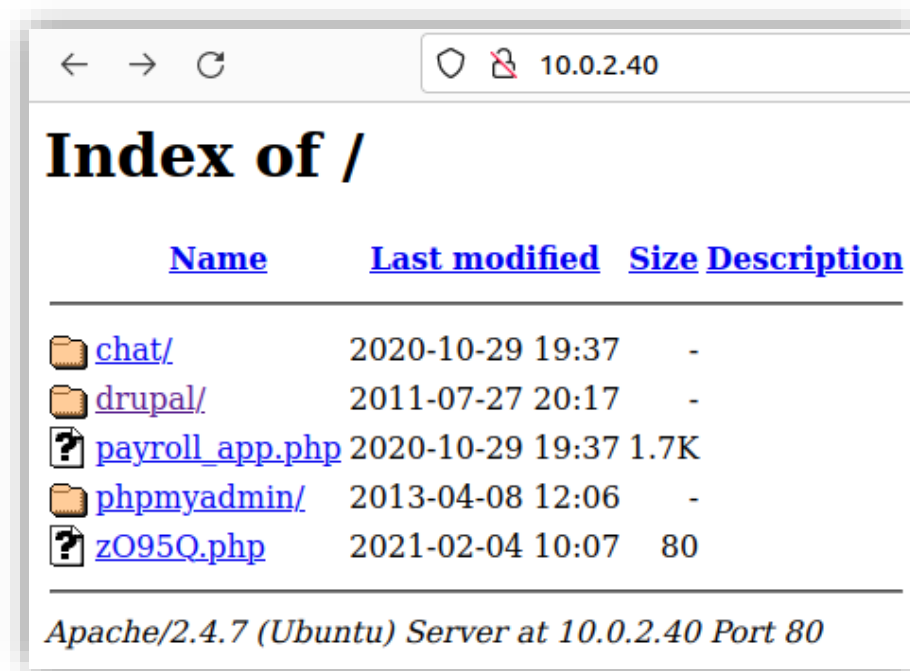 10.0.2.40
Index of /
Name Last modified Size Description
chat/ 2020-10-29 19:37 -
drupal/ 2011-07-27 20:17 -
payroll_app.php 2020-10-29 19:37 1.7K
phpmyadmin/ 2013-04-08 12:06 -
zO95Q.php 2021-02-04 10:07 80
Apache/2.4.7 (Ubuntu) Server at 10.0.2.40 Port 80